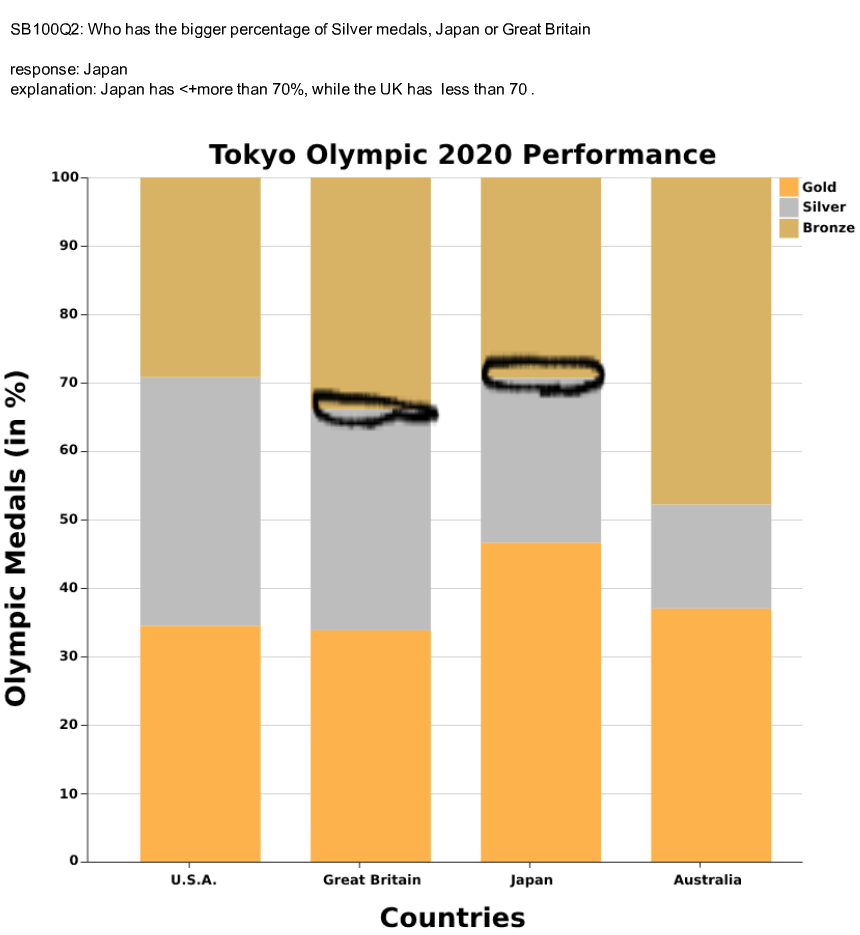 SB100Q2: Who has the bigger percentage of Silver medals, Japan or Great Britain
response: Japan
explanation: Japan has <+more than 70%, while the UK has  less than 70 .
Tokyo Olympic 2020 Performance
Gold
Silver
Bronze
100
90
80
70
60
50
40
30
20
10
0
Olympic Medals (in %)
U.S.A.
Great Britain
Japan
Australia
Countries